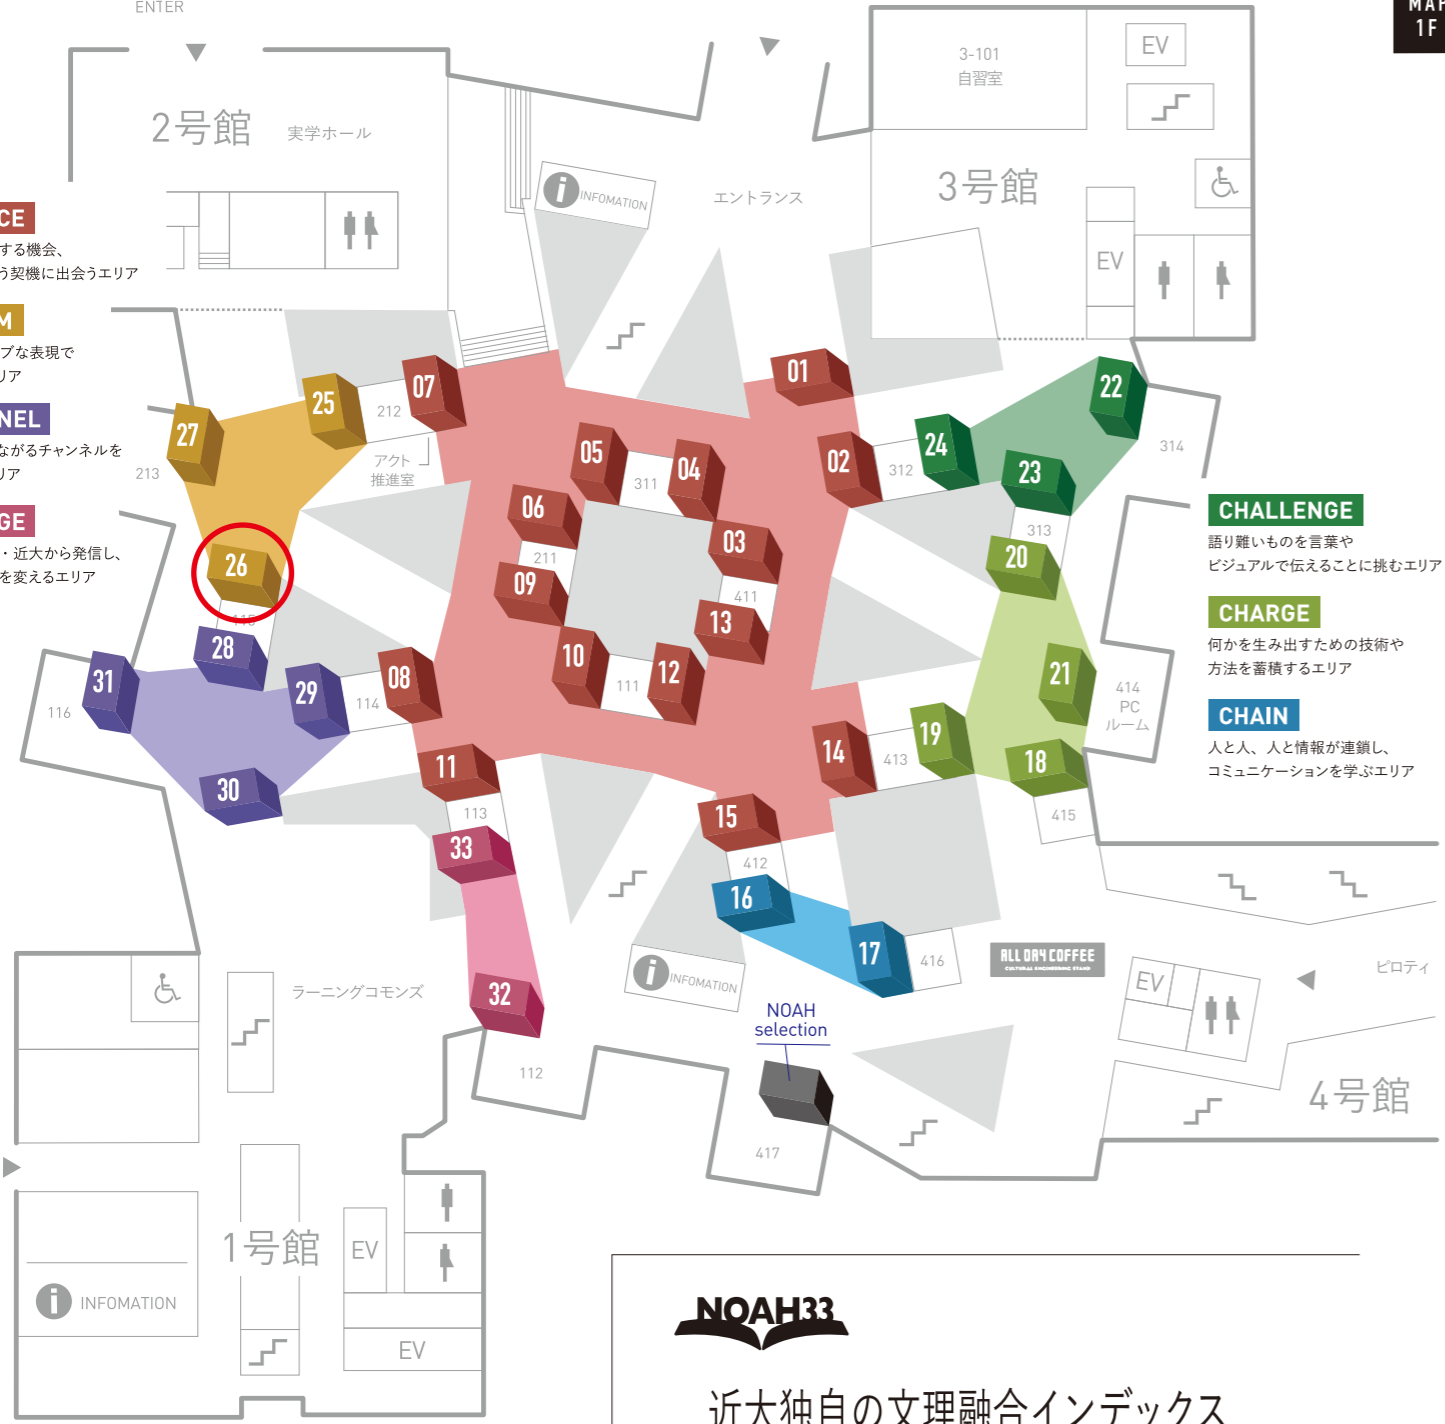 ENTER
MAP
1F
2号館
実学ホール
INFOMATION
エントランス
3-101
自習室
EV
3号館
EV
CE
する機会、
う契機に出会うエリア
M
ブな表現で
リア
NEL
ながるチャンネルを
リア
GE
・近大から発信し、
を変えるエリア
01
02
03
04
05
06
07
08
09
10
11
12
13
14
15
16
17
18
19
20
21
22
23
24
25
26
27
28
29
30
31
32
33
212
213
アクト
推進室
311
211
411
111
312
313
314
115
116
114
113
112
412
413
414
PC
ルーム
415
416
417
CHALLENGE
語り難いものを言葉や
ビジュアルで伝えることに挑むエリア
CHARGE
何かを生み出すための技術や
方法を蓄積するエリア
CHAIN
人と人、人と情報が連鎖し、
コミュニケーションを学ぶエリア
ALL DAY COFFEE
CULTURAL ENGINEERING STAND
INFOMATION
NOAH
selection
ラーニングコモンズ
EV
ピロティ
4号館
1号館
EV
INFOMATION
EV
NOAH33
近大独自の文理融合インデックス